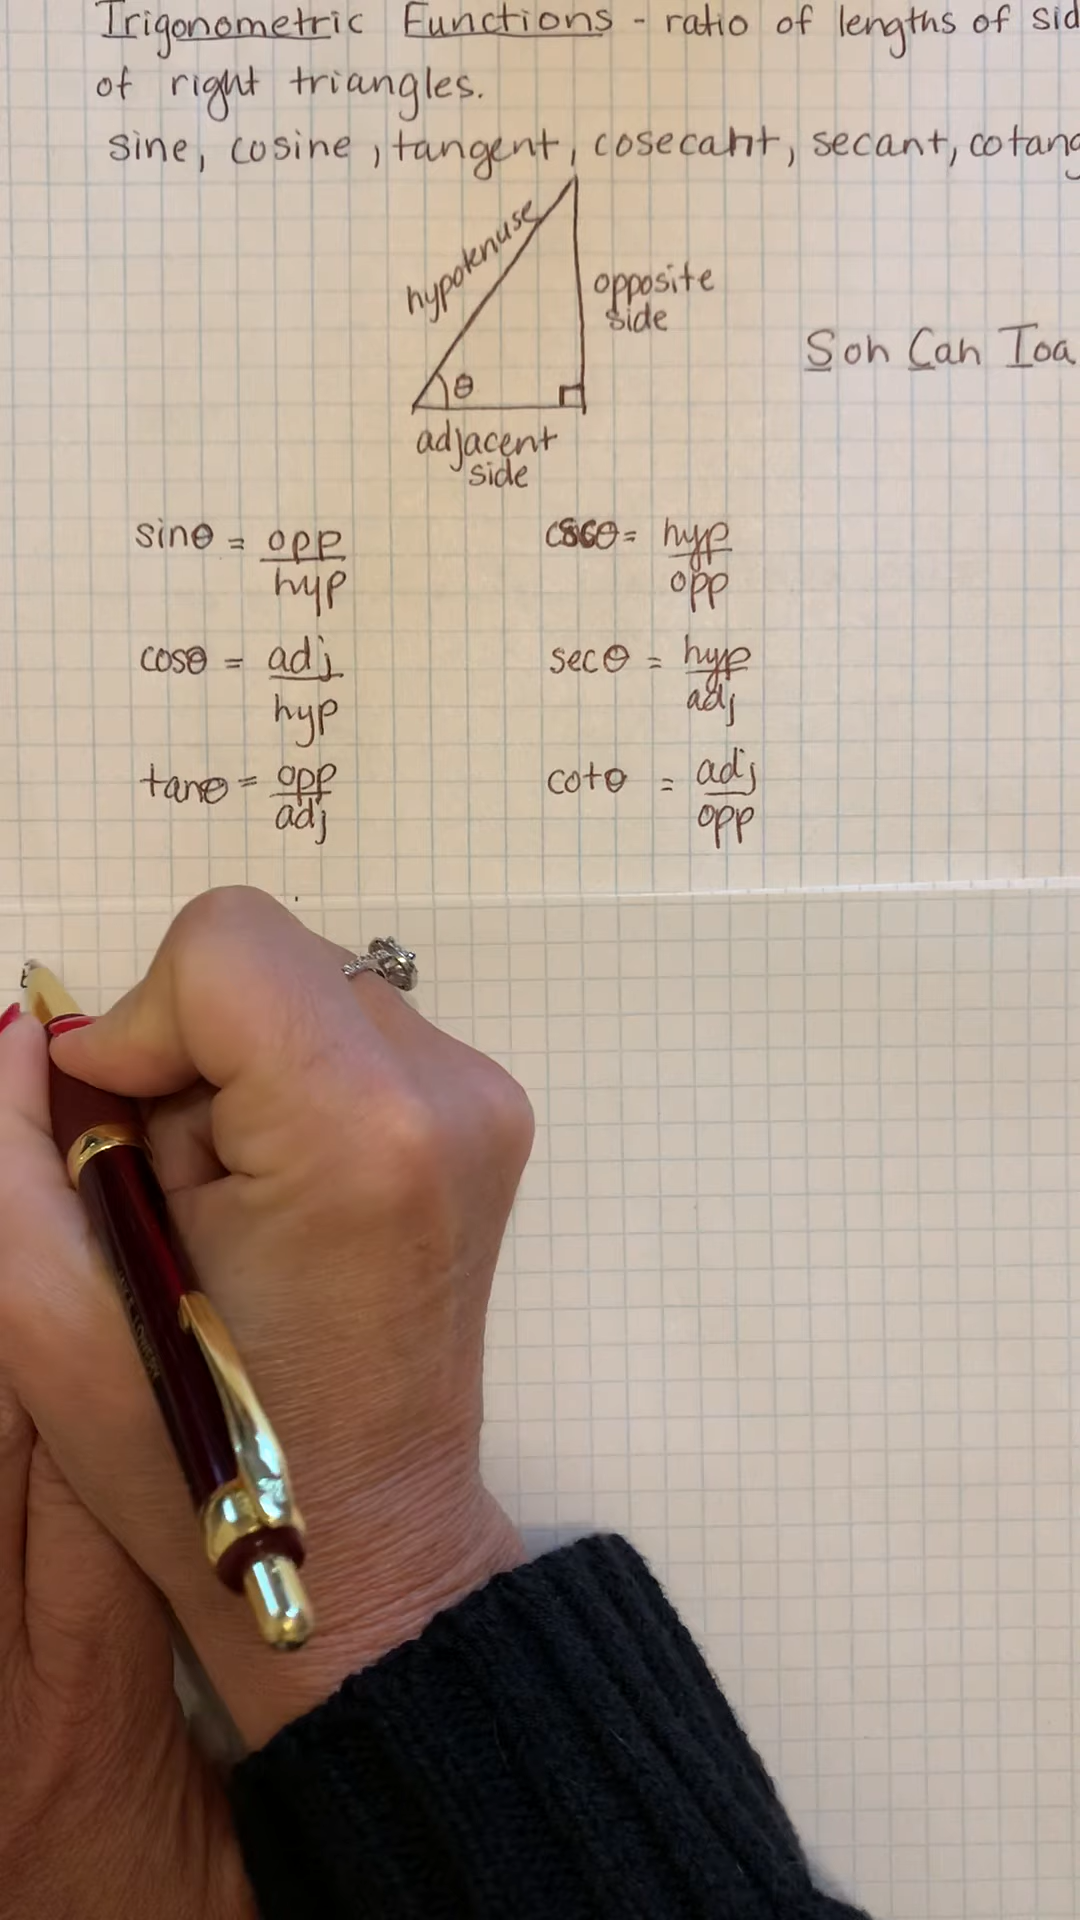 Trigonometric Functions - ratio of lengths of sid
of right triangles.
sine, cosine, tangent, cosecant, secant, cotang
hypotenuse
opposite
side
Soh Cah Toa
θ
adjacent
side
sinθ = opp/hyp
cscθ = hyp/opp
cosθ = adj/hyp
secθ = hyp/adj
tanθ = opp/adj
cotθ = adj/opp